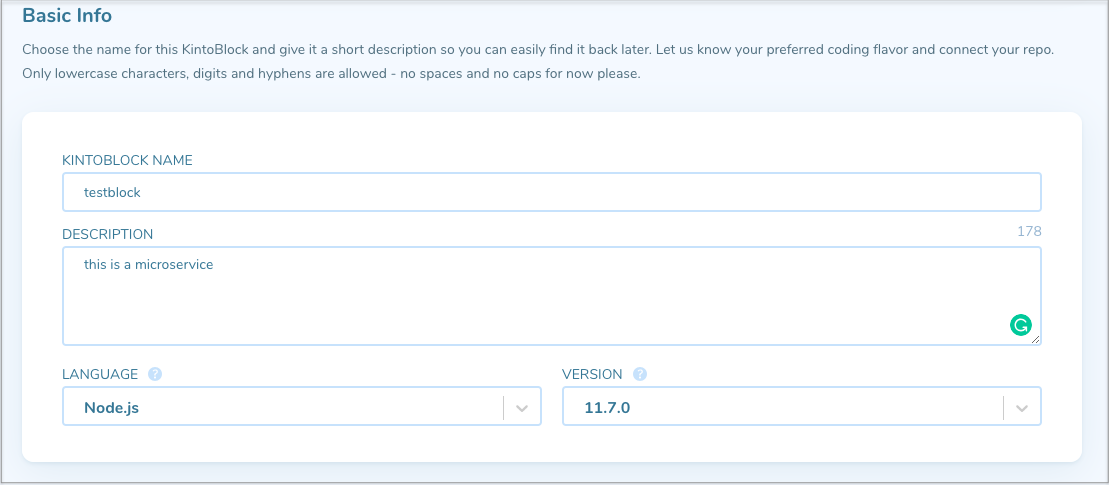 Basic Info
Choose the name for this KintoBlock and give it a short description so you can easily find it back later. Let us know your preferred coding flavor and connect your repo.
Only lowercase characters, digits and hyphens are allowed - no spaces and no caps for now please.
KINTOBLOCK NAME
testblock
DESCRIPTION 178
this is a microservice
LANGUAGE ? VERSION ?
Node.js 11.7.0